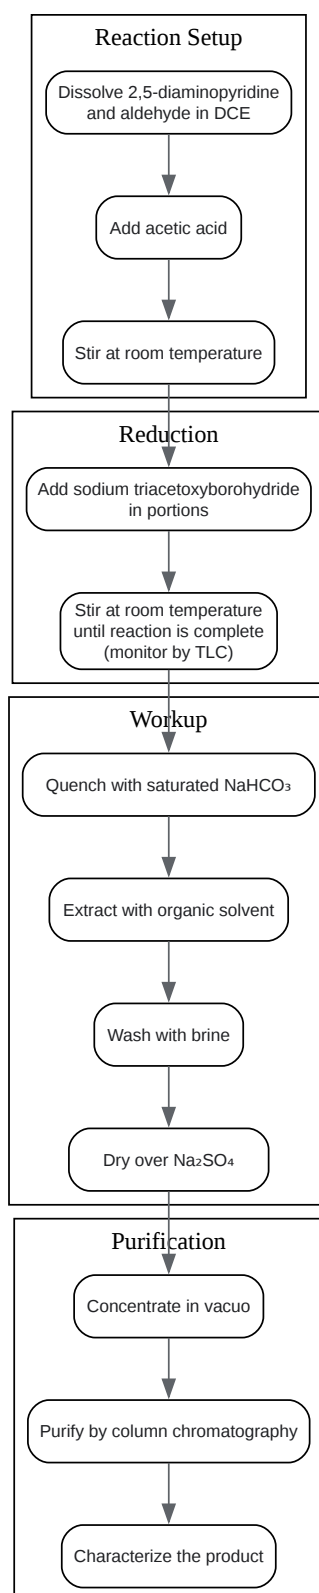 Reaction Setup
Dissolve 2,5-diaminopyridine
and aldehyde in DCE
Add acetic acid
Stir at room temperature
Reduction
Add sodium triacetoxyborohydride
in portions
Stir at room temperature
until reaction is complete
(monitor by TLC)
Workup
Quench with saturated NaHCO₃
Extract with organic solvent
Wash with brine
Dry over Na₂SO₄
Purification
Concentrate in vacuo
Purify by column chromatography
Characterize the product